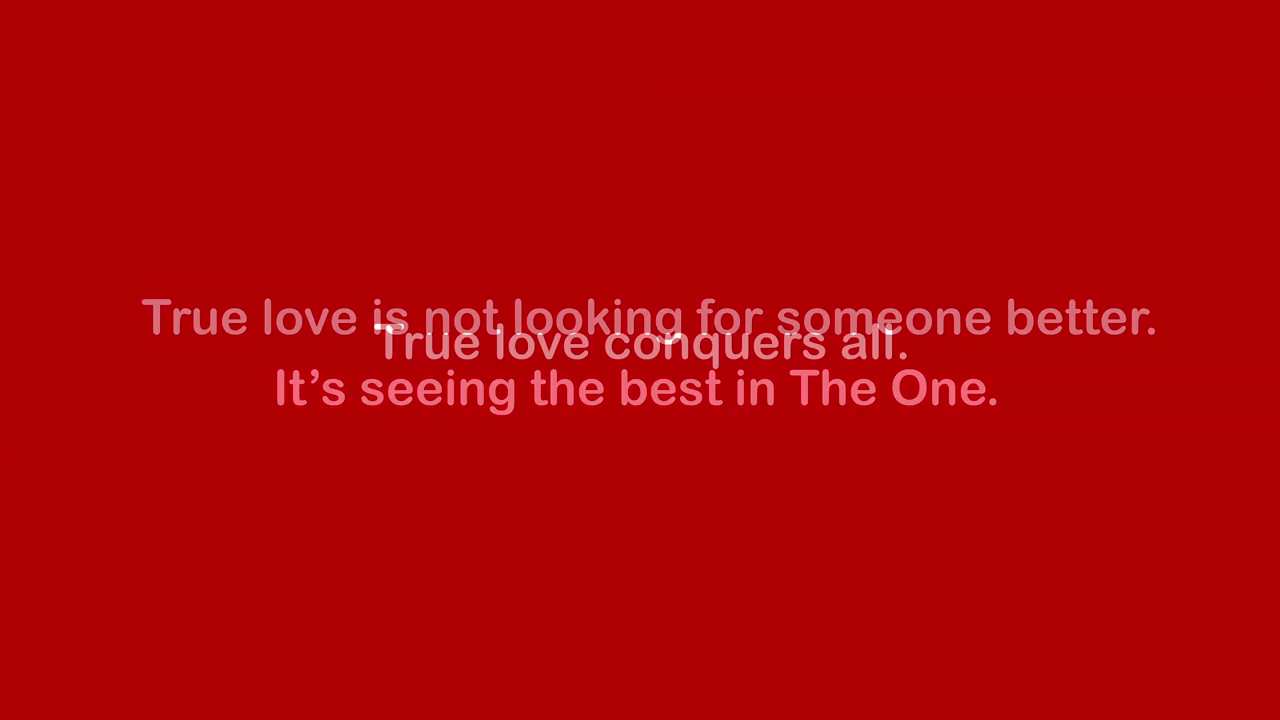 True love is not looking for someone better.
True love conquers all.
It’s seeing the best in The One.